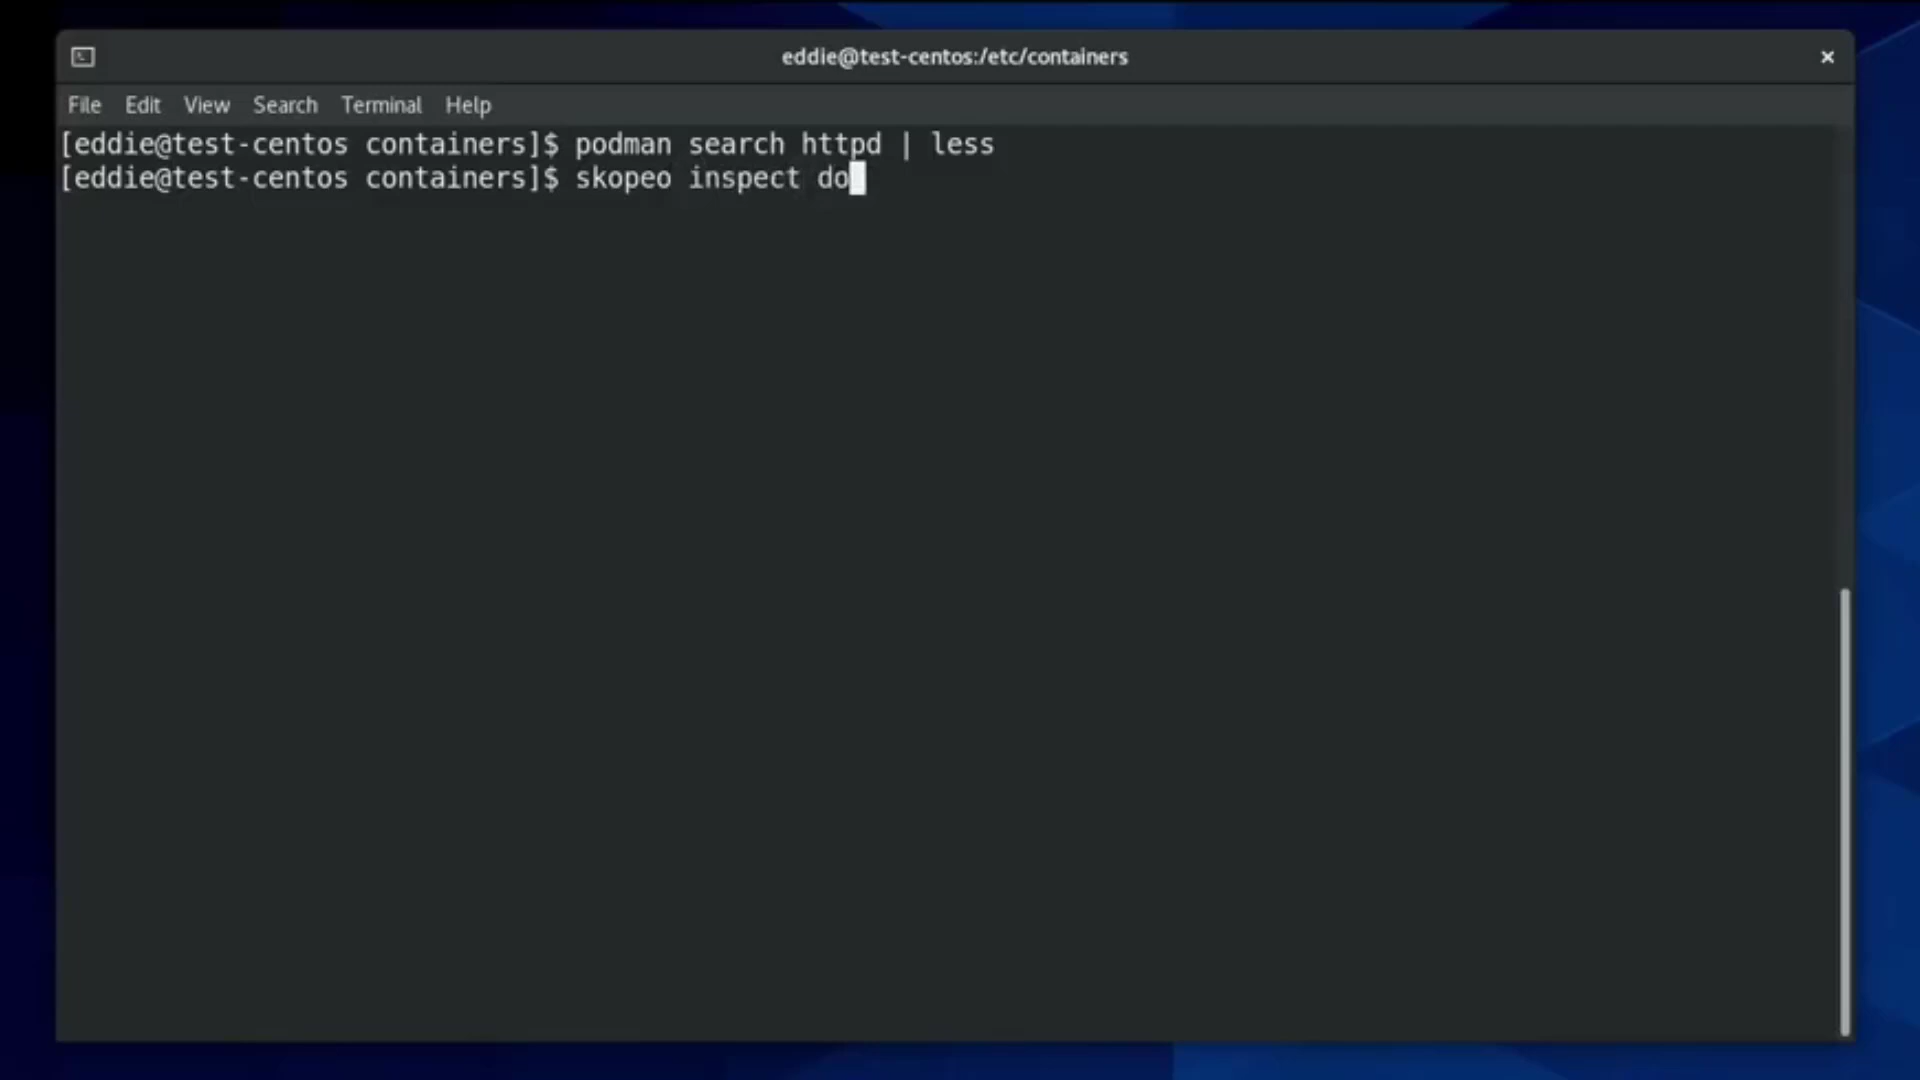 eddie@test-centos:/etc/containers
File Edit View Search Terminal Help
[eddie@test-centos containers]$ podman search httpd | less
[eddie@test-centos containers]$ skopeo inspect do